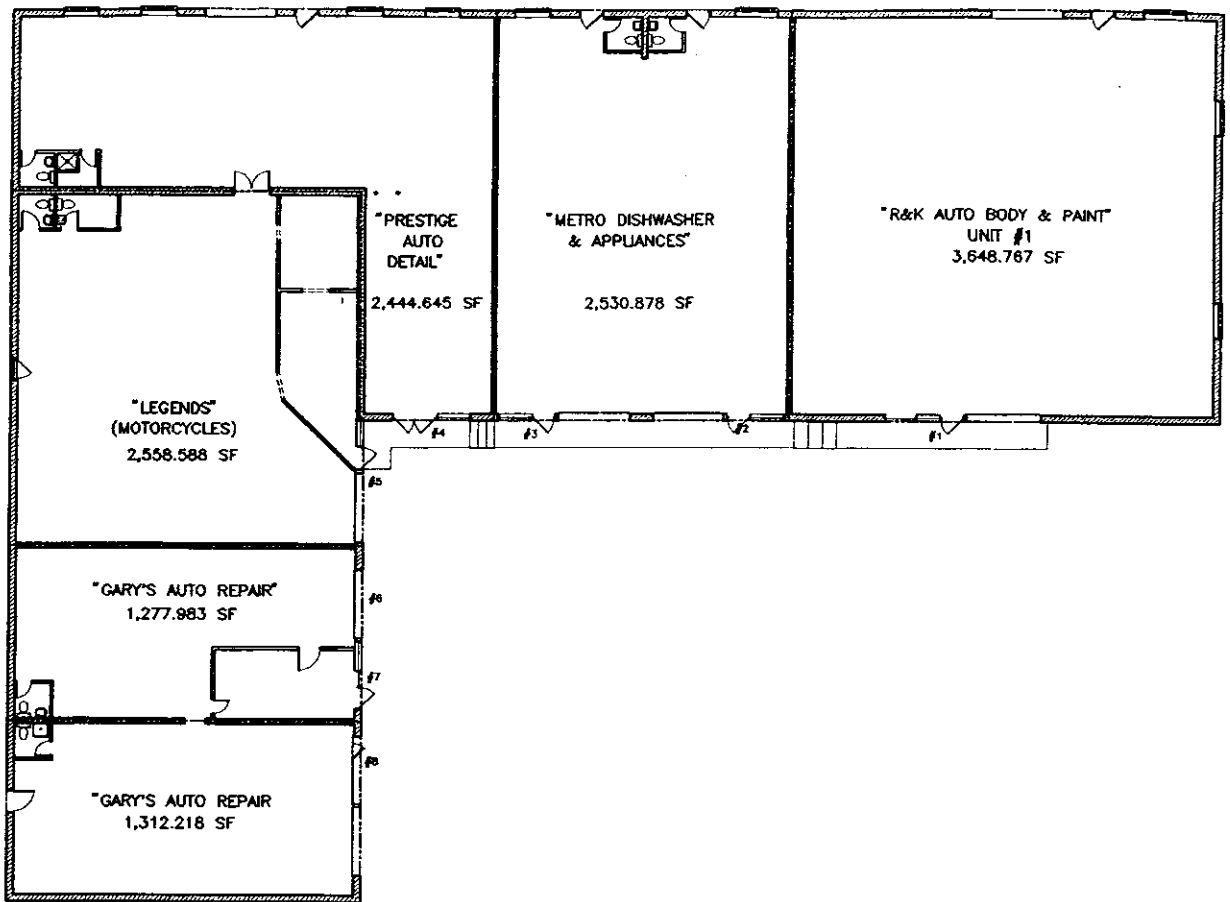 "PRESTIGE
AUTO
DETAIL"
2,444.645 SF
"METRO DISHWASHER
& APPLIANCES"
2,530.878 SF
"R&K AUTO BODY & PAINT"
UNIT #1
3,648.767 SF
"LEGENDS"
(MOTORCYCLES)
2,558.588 SF
#4
#3
#2
#1
#5
"GARY'S AUTO REPAIR"
1,277.983 SF
#6
#7
#8
"GARY'S AUTO REPAIR
1,312.218 SF